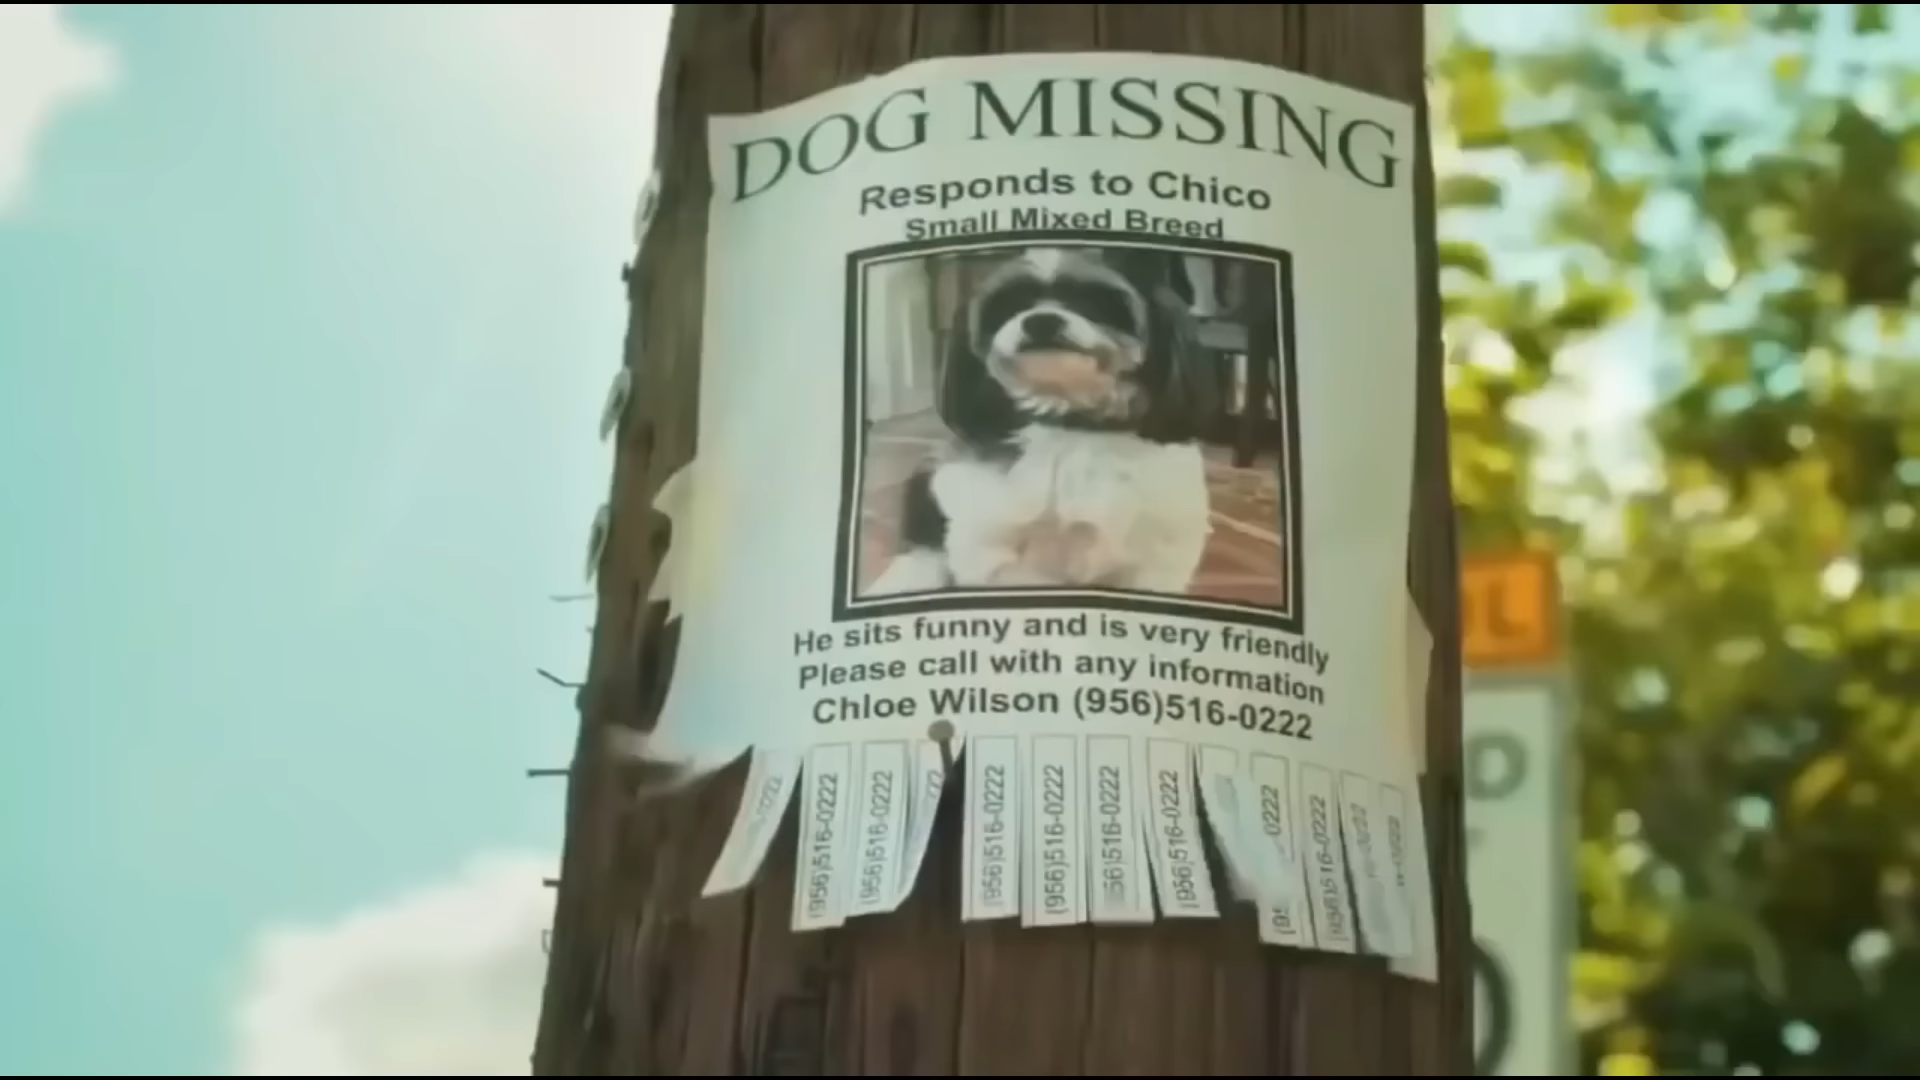 DOG MISSING
Responds to Chico
Small Mixed Breed
He sits funny and is very friendly
Please call with any information
Chloe Wilson (956)516-0222
0222
(956)516-0222
(956)516-0222
(956)516-0222
(956)516-0222
(956)516-0222
(956)516-0222
0222
(956)516-0222
D